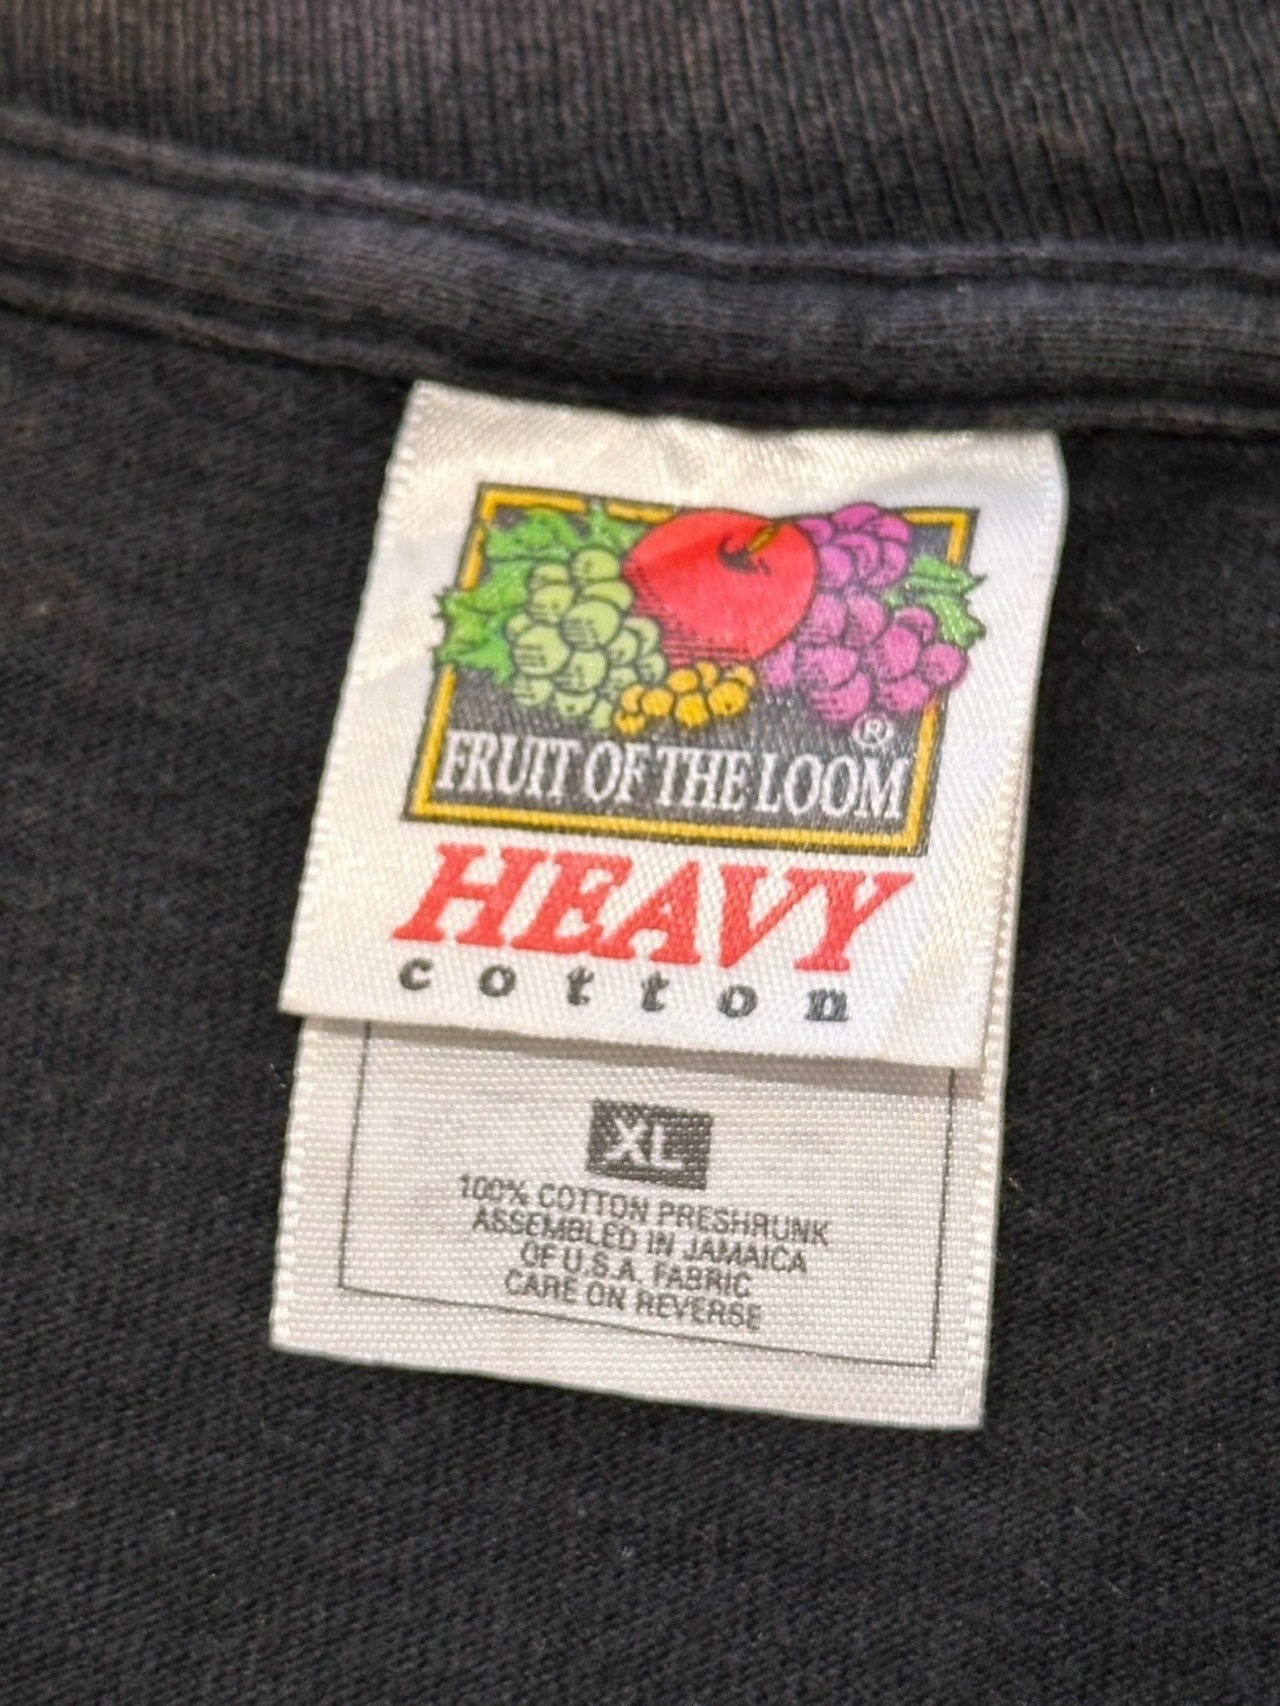 ®
FRUIT OF THE LOOM
HEAVY
cotton
XL
100% COTTON PRESHRUNK
ASSEMBLED IN JAMAICA
OF U.S.A. FABRIC
CARE ON REVERSE